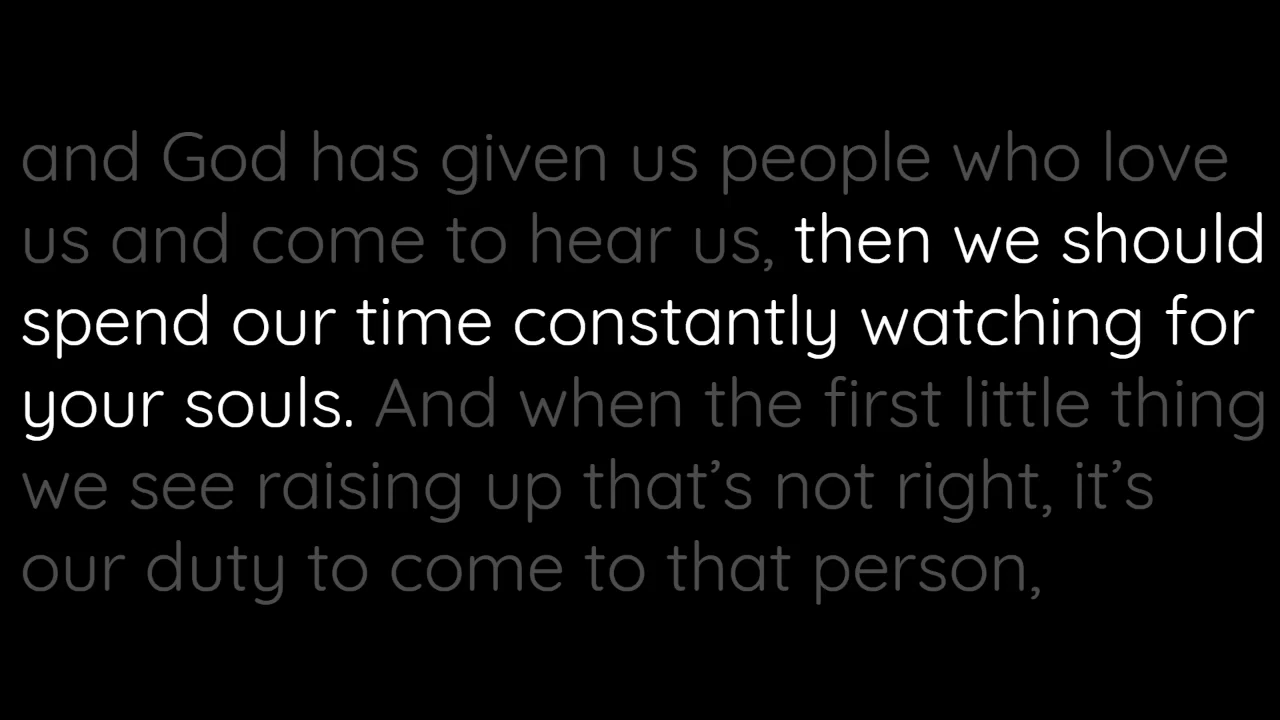 and God has given us people who love
us and come to hear us, then we should
spend our time constantly watching for
your souls. And when the first little thing
we see raising up that’s not right, it’s
our duty to come to that person,